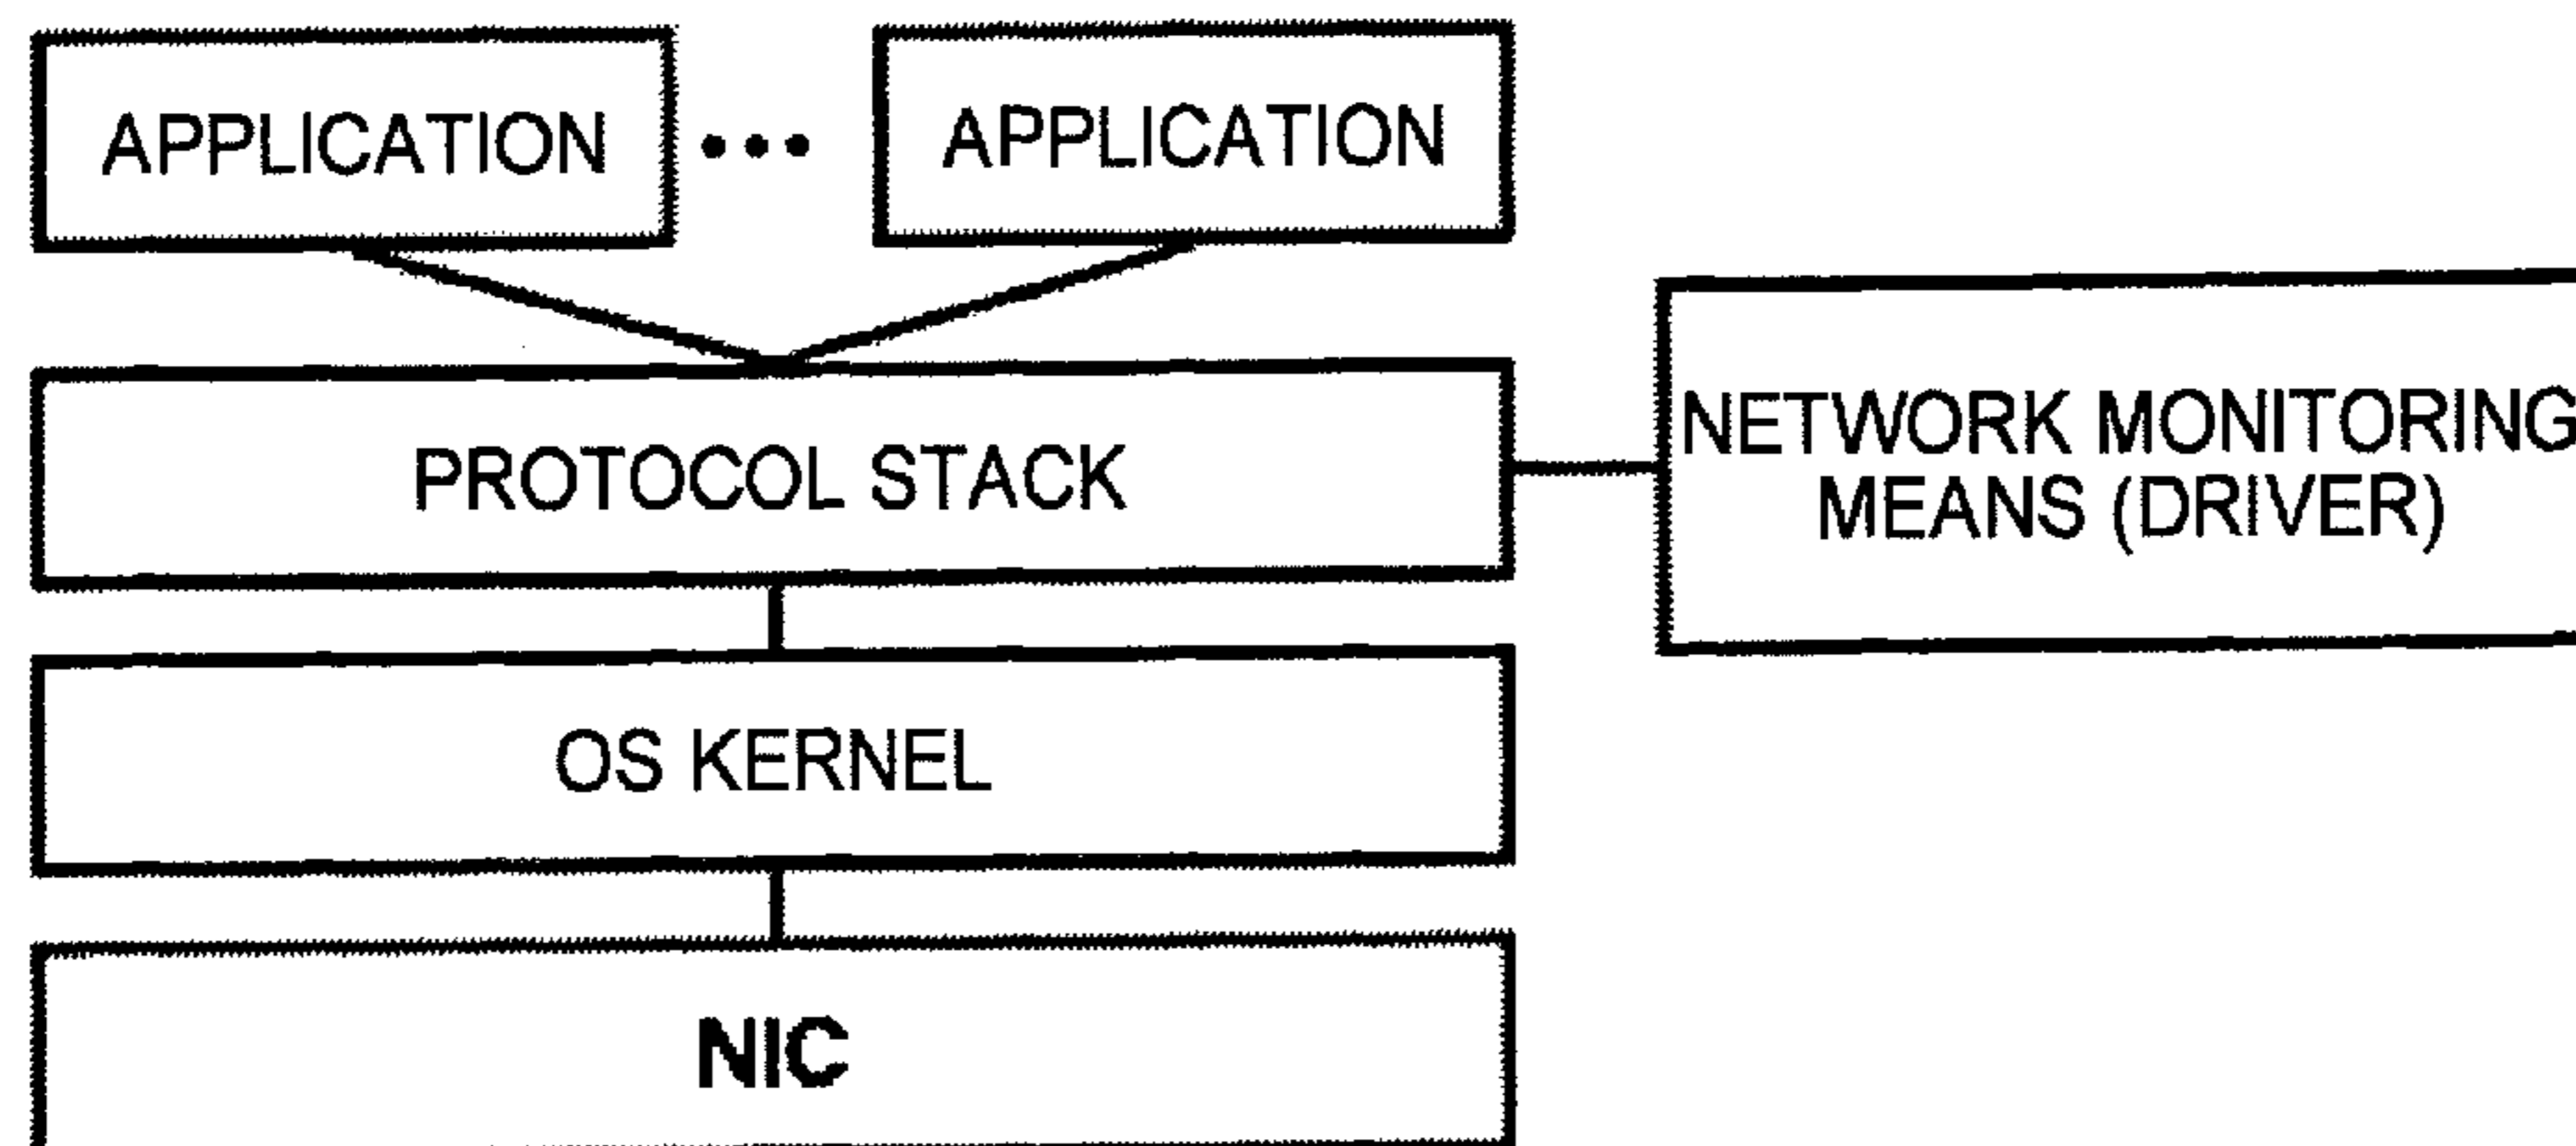 APPLICATION ••• APPLICATION
PROTOCOL STACK
NETWORK MONITORING
MEANS (DRIVER)
OS KERNEL
NIC